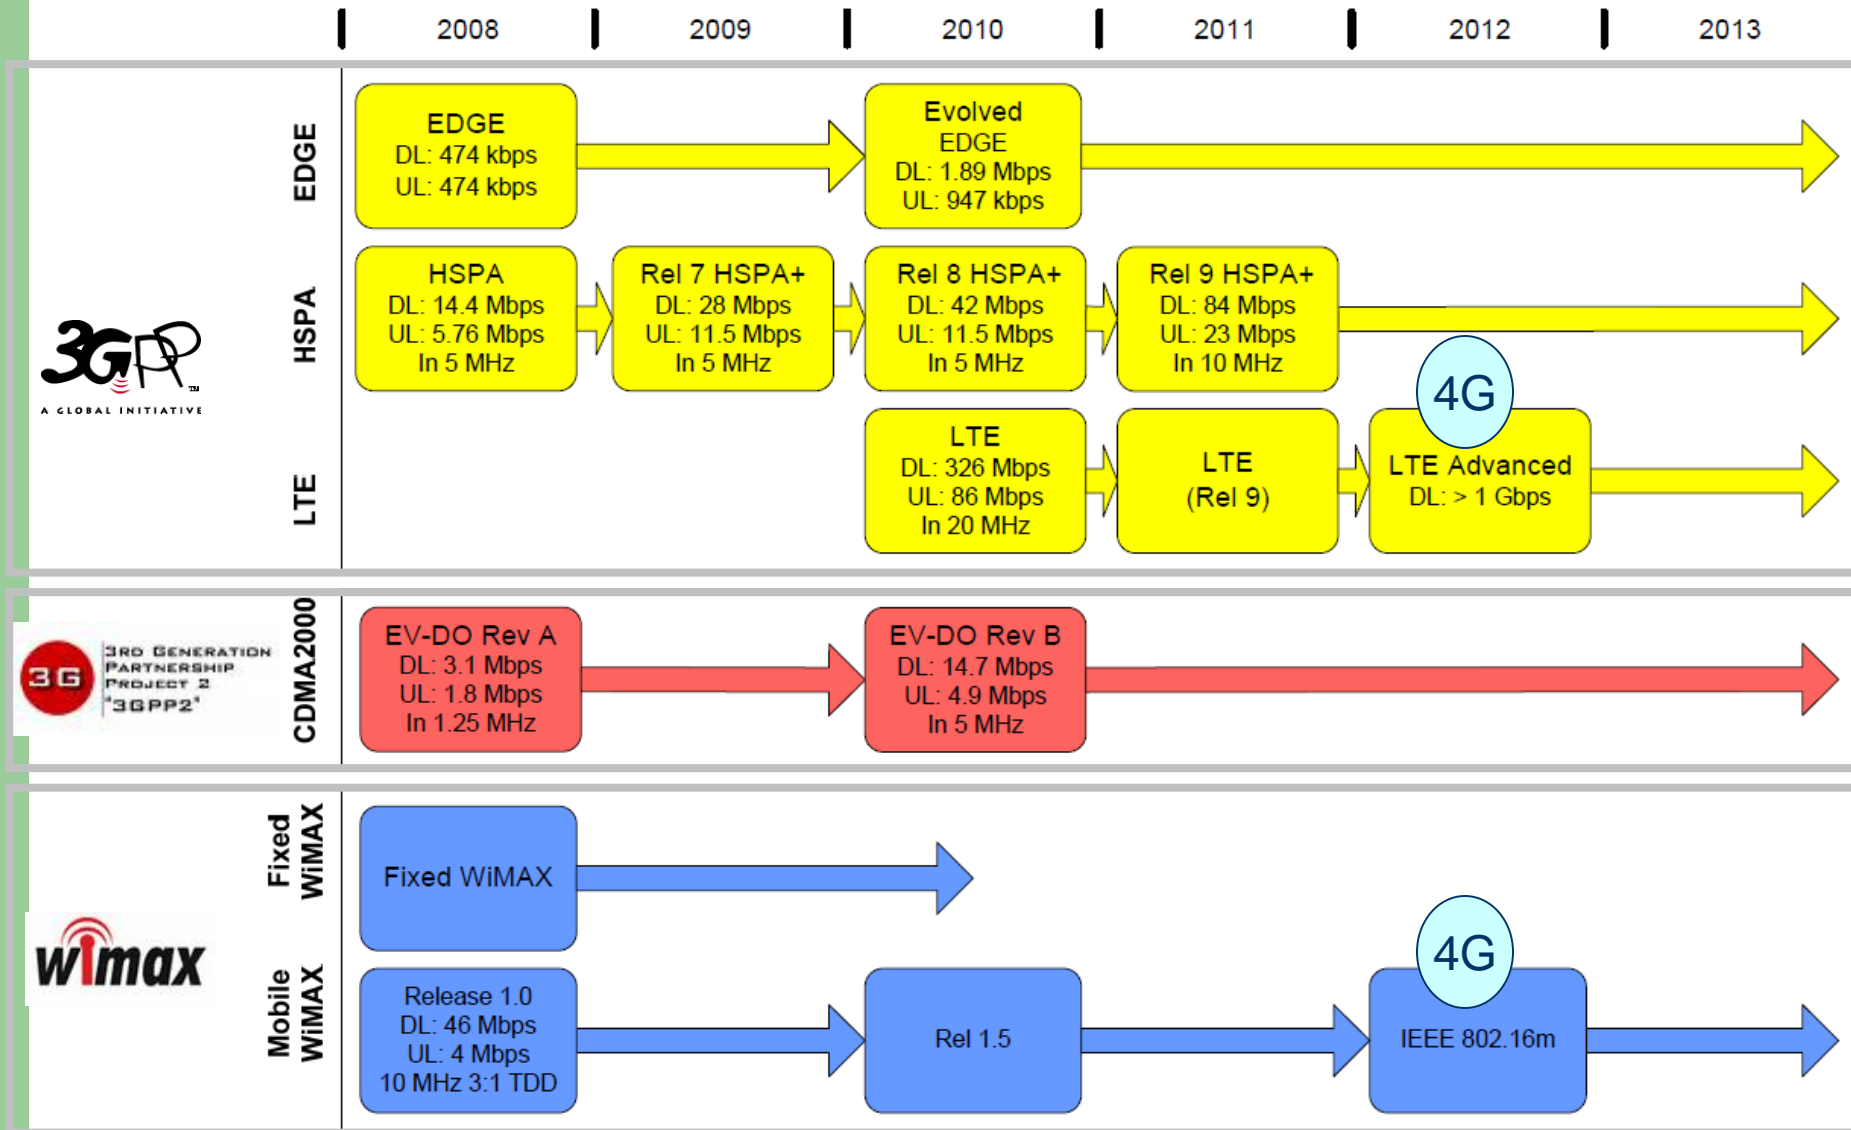 2008 2009 2010 2011 2012 2013
EDGE
EDGE
DL: 474 kbps
UL: 474 kbps
Evolved
EDGE
DL: 1.89 Mbps
UL: 947 kbps
3GPP
TM
A GLOBAL INITIATIVE
HSPA
HSPA
DL: 14.4 Mbps
UL: 5.76 Mbps
In 5 MHz
Rel 7 HSPA+
DL: 28 Mbps
UL: 11.5 Mbps
In 5 MHz
Rel 8 HSPA+
DL: 42 Mbps
UL: 11.5 Mbps
In 5 MHz
Rel 9 HSPA+
DL: 84 Mbps
UL: 23 Mbps
In 10 MHz
LTE
LTE
DL: 326 Mbps
UL: 86 Mbps
In 20 MHz
LTE
(Rel 9)
4G
LTE Advanced
DL: > 1 Gbps
3G
3RD GENERATION
PARTNERSHIP
PROJECT 2
"3GPP2"
CDMA2000
EV-DO Rev A
DL: 3.1 Mbps
UL: 1.8 Mbps
In 1.25 MHz
EV-DO Rev B
DL: 14.7 Mbps
UL: 4.9 Mbps
In 5 MHz
wimax
Fixed
WiMAX
Fixed WiMAX
Mobile
WiMAX
Release 1.0
DL: 46 Mbps
UL: 4 Mbps
10 MHz 3:1 TDD
Rel 1.5
4G
IEEE 802.16m